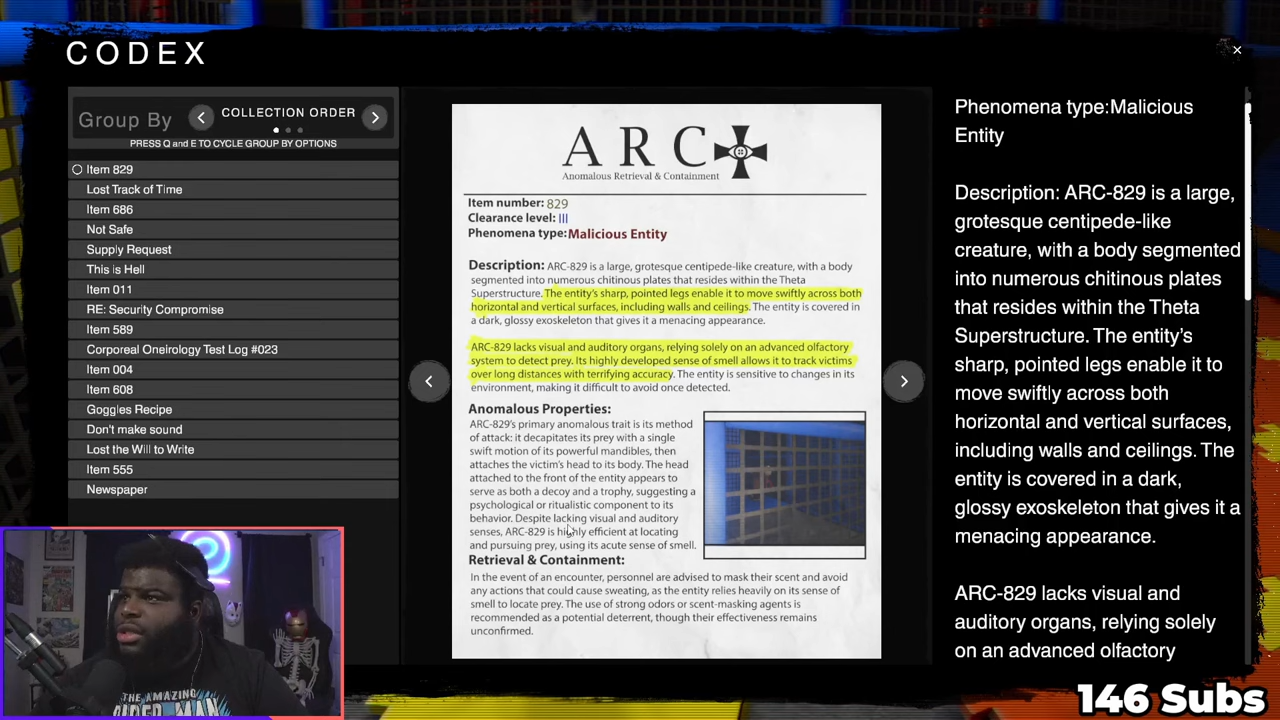 CODEX
×
Group By
COLLECTION ORDER
PRESS Q and E TO CYCLE GROUP BY OPTIONS
Item 829
Lost Track of Time
Item 686
Not Safe
Supply Request
This is Hell
Item 011
RE: Security Compromise
Item 589
Corporeal Oneirology Test Log #023
Item 004
Item 608
Goggles Recipe
Don't make sound
Lost the Will to Write
Item 555
Newspaper
ARC
Anomalous Retrieval & Containment
Item number: 829
Clearance level: III
Phenomena type: Malicious Entity
Description: ARC-829 is a large, grotesque centipede-like creature, with a body
segmented into numerous chitinous plates that resides within the Theta
Superstructure. The entity's sharp, pointed legs enable it to move swiftly across both
horizontal and vertical surfaces, including walls and ceilings. The entity is covered in
a dark, glossy exoskeleton that gives it a menacing appearance.
ARC-829 lacks visual and auditory organs, relying solely on an advanced olfactory
system to detect prey. Its highly developed sense of smell allows it to track victims
over long distances with terrifying accuracy. The entity is sensitive to changes in its
environment, making it difficult to avoid once detected.
Anomalous Properties:
ARC-829's primary anomalous trait is its method
of attack: it decapitates its prey with a single
swift motion of its powerful mandibles, then
attaches the victim's head to its body. The head
attached to the front of the entity appears to
serve as both a decoy and a trophy, suggesting a
psychological or ritualistic component to its
behavior. Despite lacking visual and auditory
senses, ARC-829 is highly efficient at locating
and pursuing prey, using its acute sense of smell.
Retrieval & Containment:
In the event of an encounter, personnel are advised to mask their scent and avoid
any actions that could cause sweating, as the entity relies heavily on its sense of
smell to locate prey. The use of strong odors or scent-masking agents is
recommended as a potential deterrent, though their effectiveness remains
unconfirmed.
Phenomena type:Malicious
Entity
Description: ARC-829 is a large,
grotesque centipede-like
creature, with a body segmented
into numerous chitinous plates
that resides within the Theta
Superstructure. The entity's
sharp, pointed legs enable it to
move swiftly across both
horizontal and vertical surfaces,
including walls and ceilings. The
entity is covered in a dark,
glossy exoskeleton that gives it a
menacing appearance.
ARC-829 lacks visual and
auditory organs, relying solely
on an advanced olfactory
THE AMAZING
146 Subs